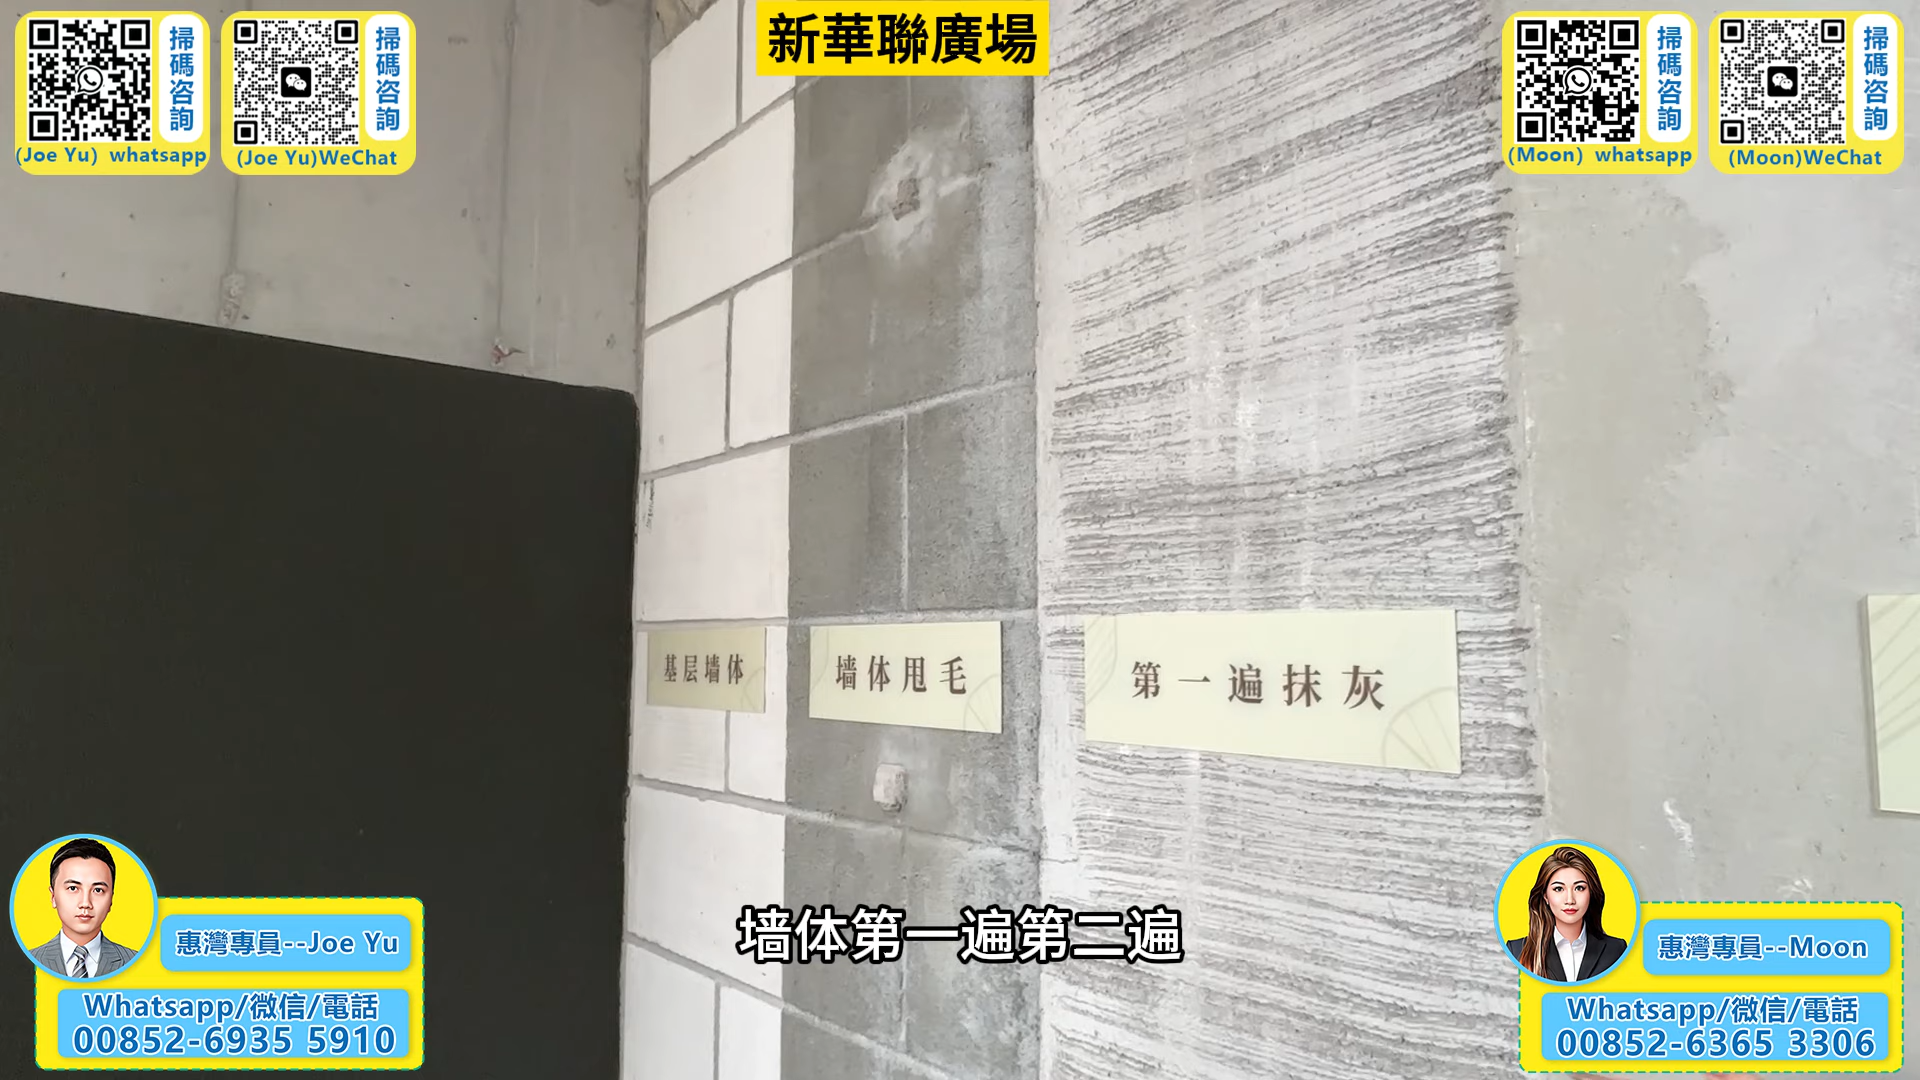 新華聯廣場
掃碼咨詢
(Joe Yu) whatsapp
掃碼咨詢
(Joe Yu)WeChat
掃碼咨詢
(Moon) whatsapp
掃碼咨詢
(Moon)WeChat
基层墙体
墙体甩毛
第一遍抹灰
墙体第一遍第二遍
惠灣專員--Joe Yu
Whatsapp/微信/電話
00852-6935 5910
惠灣專員--Moon
Whatsapp/微信/電話
00852-6365 3306